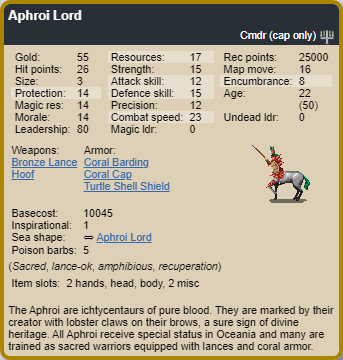 Aphroi Lord
Cmdr (cap only)
Gold: 55 Resources: 17 Rec points: 25000
Hit points: 26 Strength: 15 Map move: 16
Size: 3 Attack skill: 12 Encumbrance: 8
Protection: 14 Defence skill: 15 Age: 22
Magic res: 14 Precision: 12 (50)
Morale: 14 Combat speed: 23 Undead ldr: 0
Leadership: 80 Magic ldr: 0
Weapons: Armor:
Bronze Lance Coral Barding
Hoof Coral Cap
Turtle Shell Shield
Basecost: 10045
Inspirational: 1
Sea shape: ⇔ Aphroi Lord
Poison barbs: 5
(Sacred, lance-ok, amphibious, recuperation)
Item slots: 2 hands, head, body, 2 misc
The Aphroi are ichtycentaurs of pure blood. They are marked by their
creator with lobster claws on their brows, a sure sign of divine
heritage. All Aphroi receive special status in Oceania and many are
trained as sacred warriors equipped with lances and coral armor.